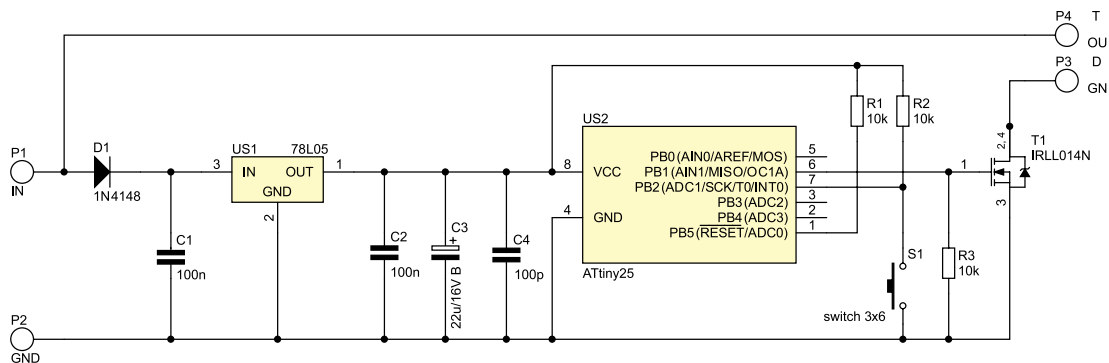 P4
T
OU
P3
D
GN
P1
IN
D1
1N4148
C1
100n
US1
78L05
3
IN
OUT
1
GND
2
C2
100n
C3
+
22u/16V B
C4
100p
US2
8
VCC
4
GND
PB0(AIN0/AREF/MOS)
5
PB1(AIN1/MISO/OC1A)
6
PB2(ADC1/SCK/T0/INT0)
7
PB3(ADC2)
3
PB4(ADC3)
2
PB5(RESET/ADC0)
1
ATtiny25
R1
10k
R2
10k
S1
switch 3x6
R3
10k
1
2, 4
3
T1
IRLL014N
P2
GND